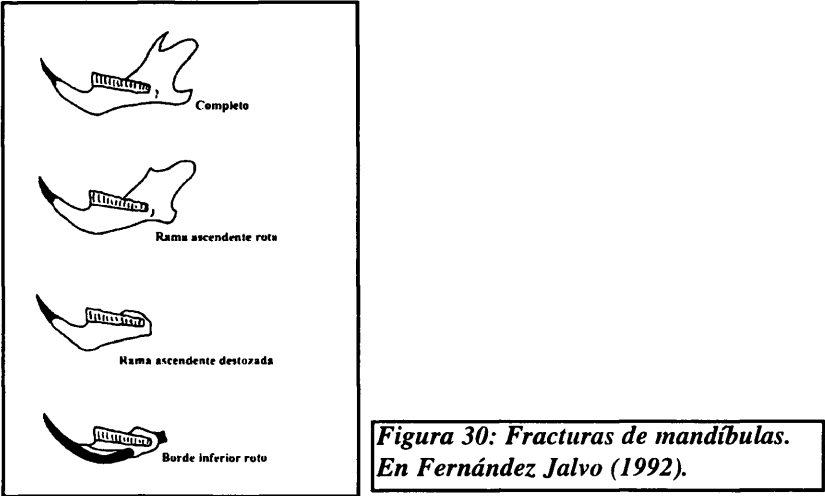 Completo
Rama ascendente rota
Rama ascendente destozada
Borde inferior roto
Figura 30: Fracturas de mandíbulas.
En Fernández Jalvo (1992).